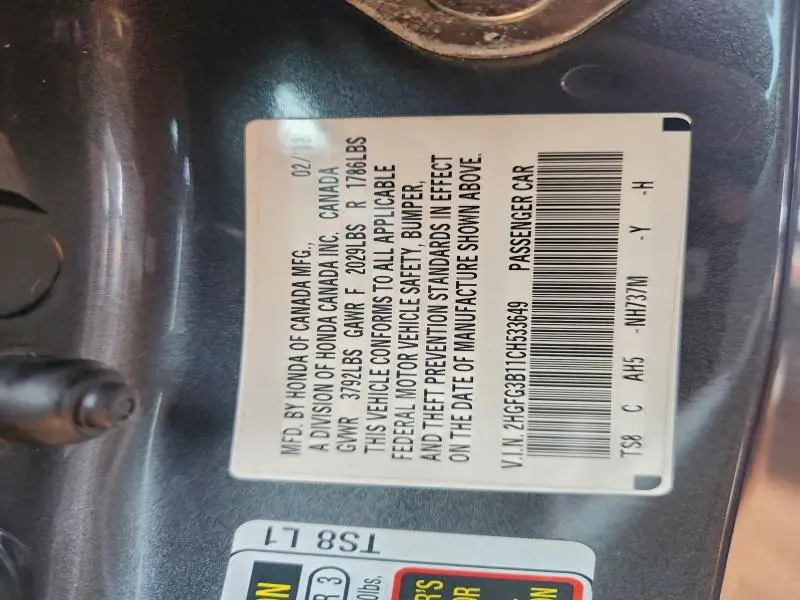 MFD. BY HONDA OF CANADA MFG., 02/12
A DIVISION OF HONDA CANADA INC. CANADA
GVWR 3792LBS GAWR F 2029LBS R 1786LBS
THIS VEHICLE CONFORMS TO ALL APPLICABLE
FEDERAL MOTOR VEHICLE SAFETY, BUMPER,
AND THEFT PREVENTION STANDARDS IN EFFECT
ON THE DATE OF MANUFACTURE SHOWN ABOVE.
V.I.N. 2HGFG3B11CH533649 PASSENGER CAR
TS8 C AH5 -NH737M -Y -H
TS8 L1